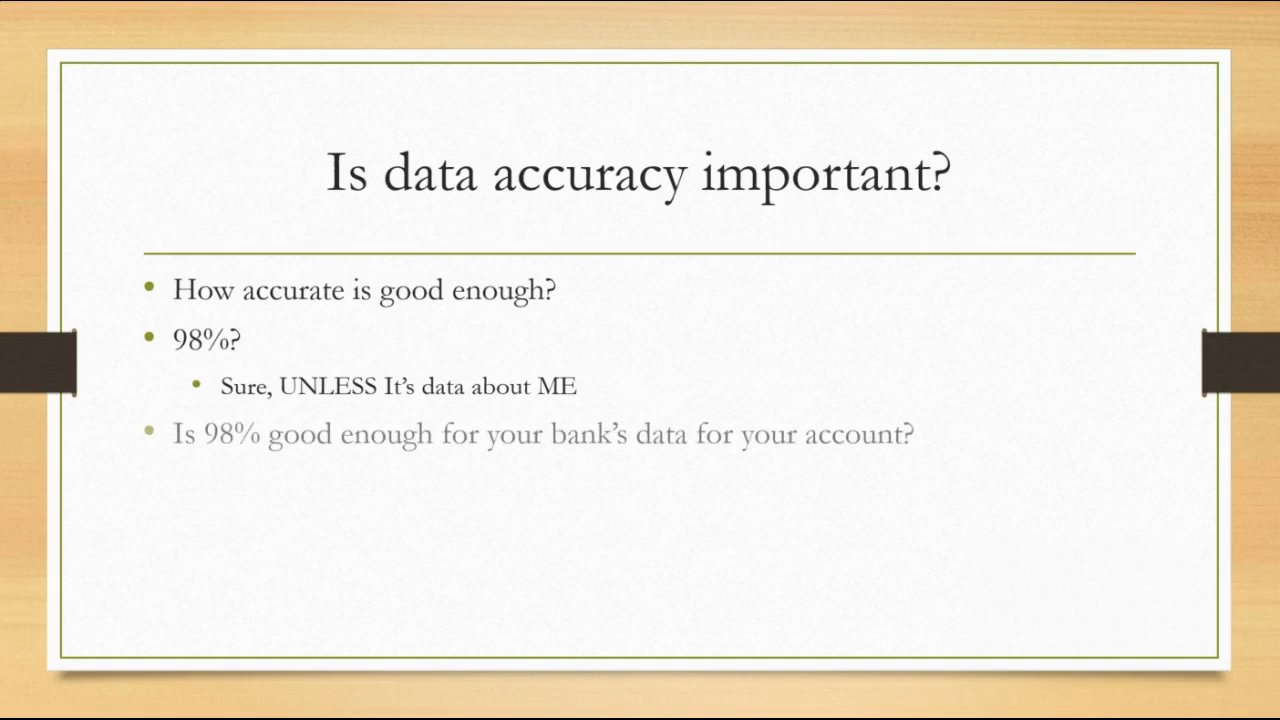 Is data accuracy important?
How accurate is good enough?
98%?
Sure, UNLESS It’s data about ME
Is 98% good enough for your bank’s data for your account?